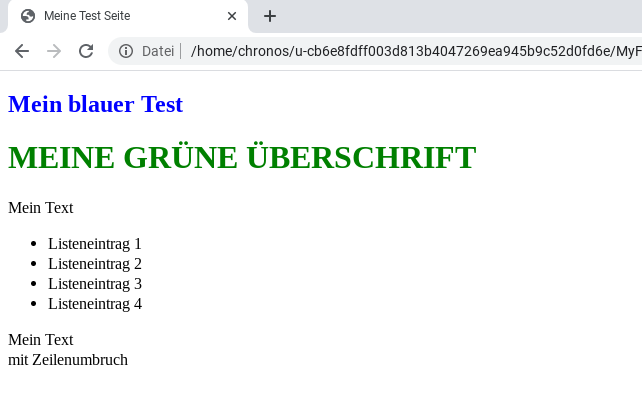 Meine Test Seite
Datei | /home/chronos/u-cb6e8fdff003d813b4047269ea945b9c52d0fd6e/MyF
Mein blauer Test
MEINE GRÜNE ÜBERSCHRIFT
Mein Text
• Listeneintrag 1
• Listeneintrag 2
• Listeneintrag 3
• Listeneintrag 4
Mein Text
mit Zeilenumbruch